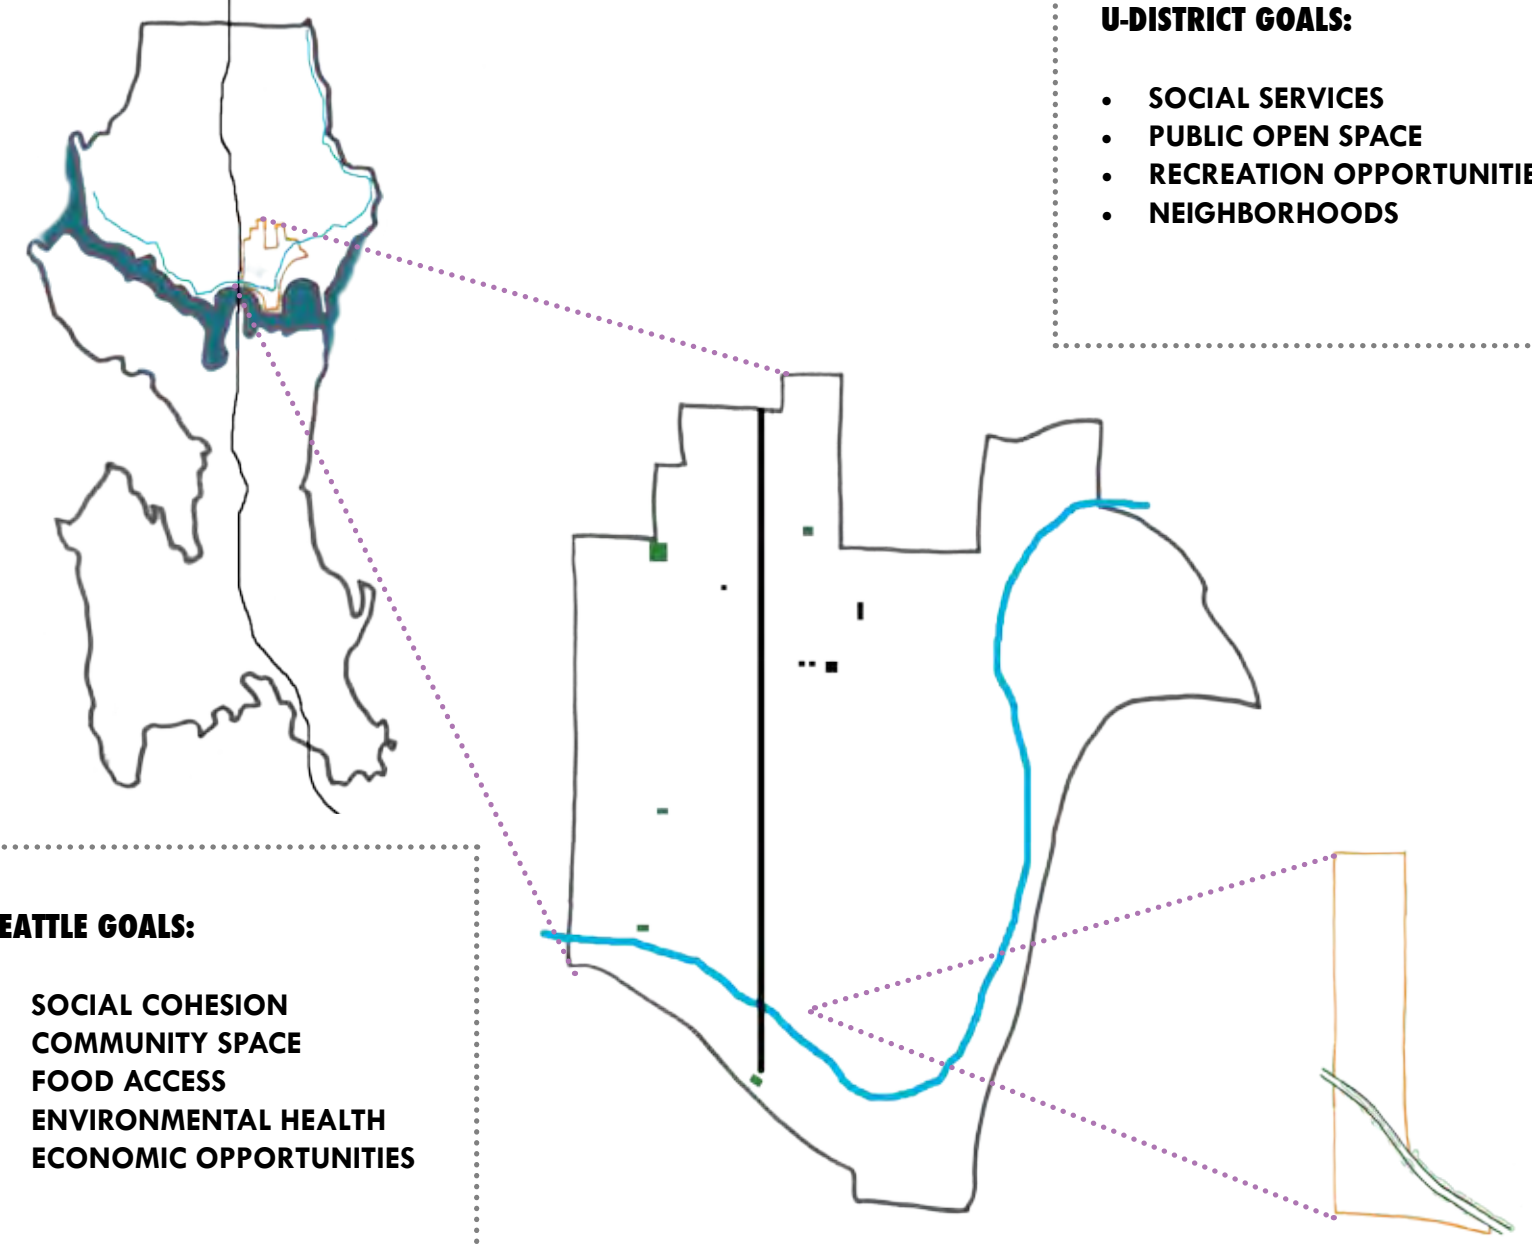 U-DISTRICT GOALS:
• SOCIAL SERVICES
• PUBLIC OPEN SPACE
• RECREATION OPPORTUNITIE
• NEIGHBORHOODS
EATTLE GOALS:
SOCIAL COHESION
COMMUNITY SPACE
FOOD ACCESS
ENVIRONMENTAL HEALTH
ECONOMIC OPPORTUNITIES